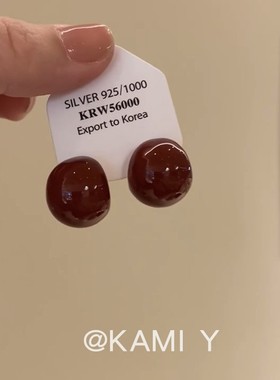 SILVER 925/1000
KRW56000
Export to Korea
@KAMI Y